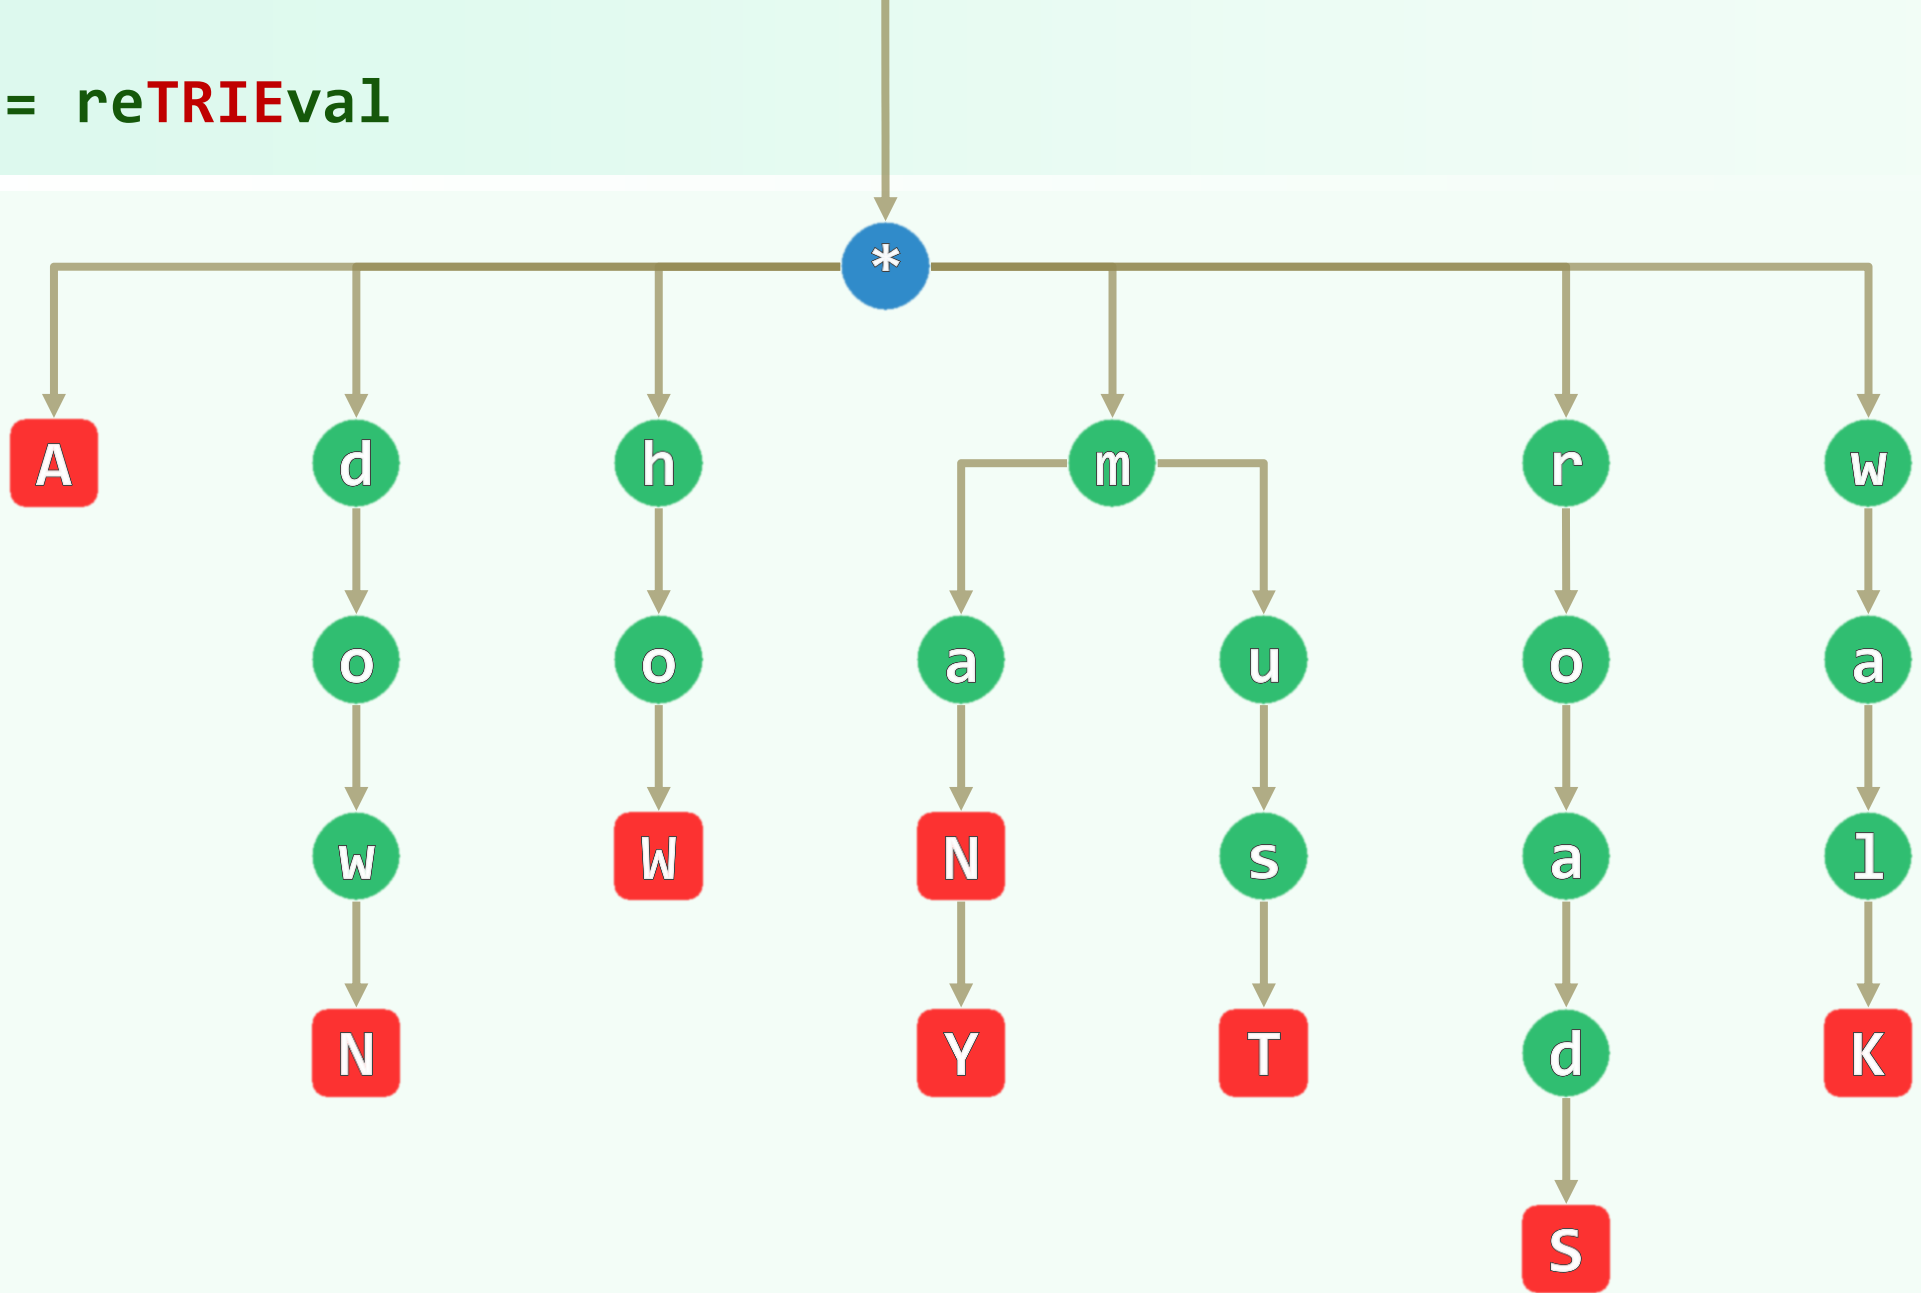 = reTRIEval
*
A d h m r w
o o a u o a
w W N s a l
N Y T d K
S